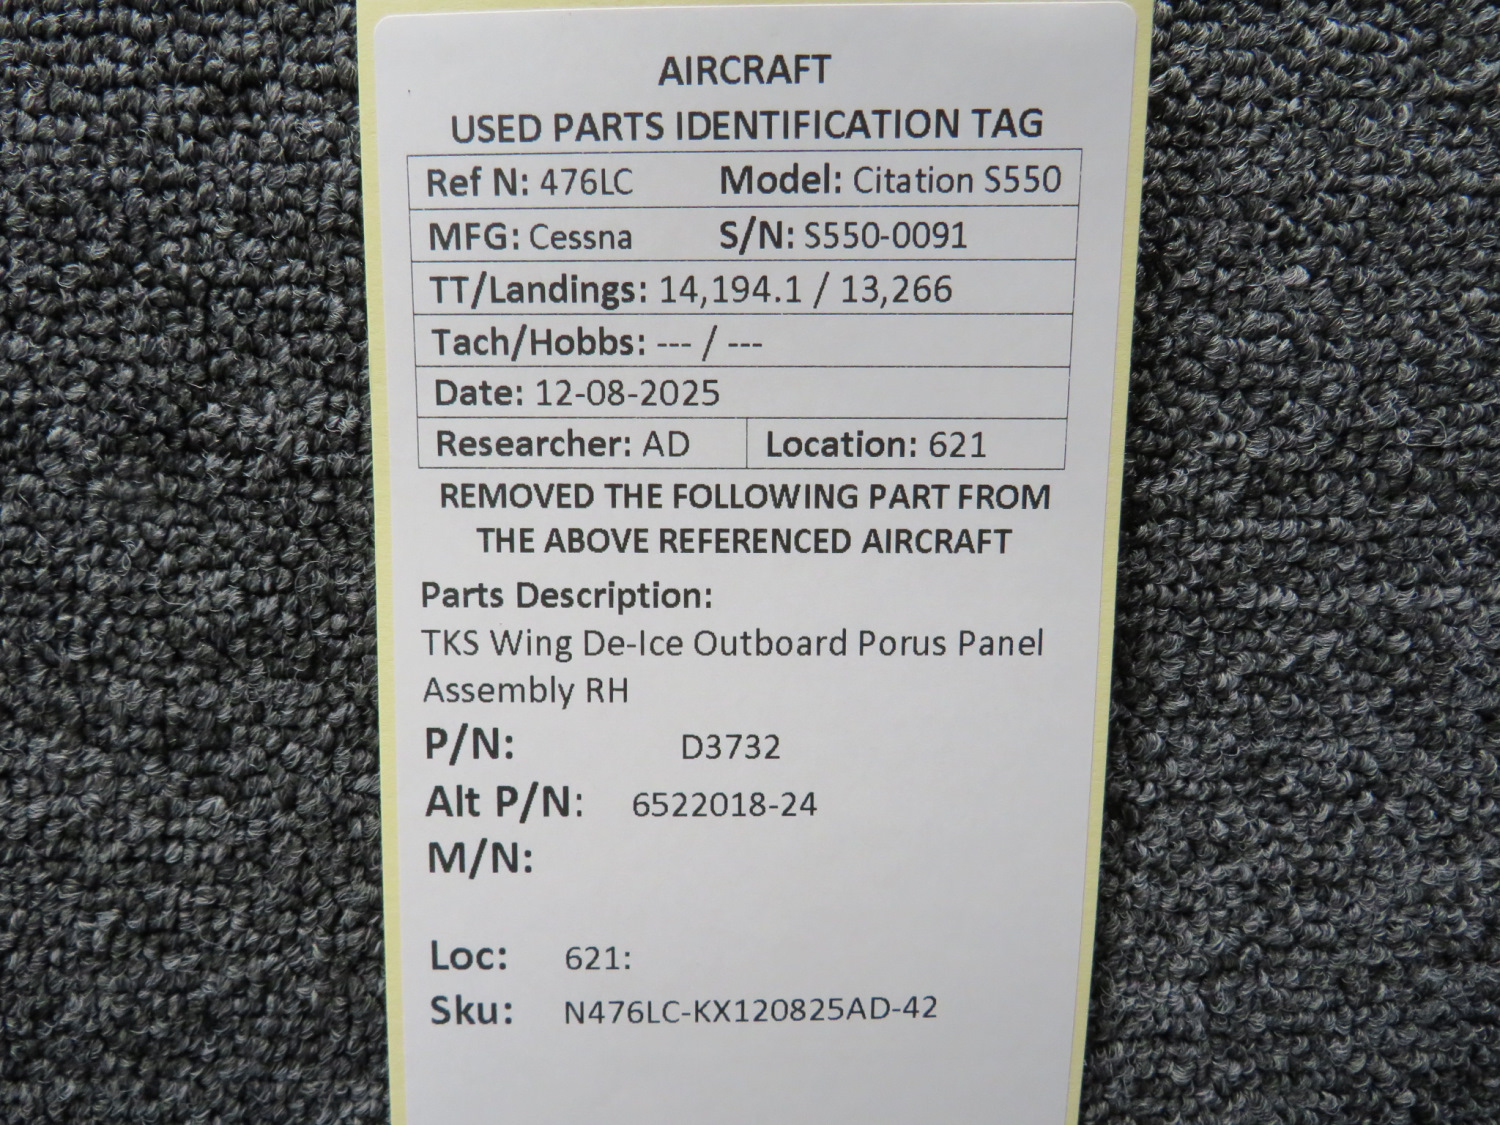 AIRCRAFT
USED PARTS IDENTIFICATION TAG
Ref N: 476LC Model: Citation S550
MFG: Cessna S/N: S550-0091
TT/Landings: 14,194.1 / 13,266
Tach/Hobbs: --- / ---
Date: 12-08-2025
Researcher: AD Location: 621
REMOVED THE FOLLOWING PART FROM
THE ABOVE REFERENCED AIRCRAFT
Parts Description:
TKS Wing De-Ice Outboard Porus Panel
Assembly RH
P/N: D3732
Alt P/N: 6522018-24
M/N:
Loc: 621:
Sku: N476LC-KX120825AD-42